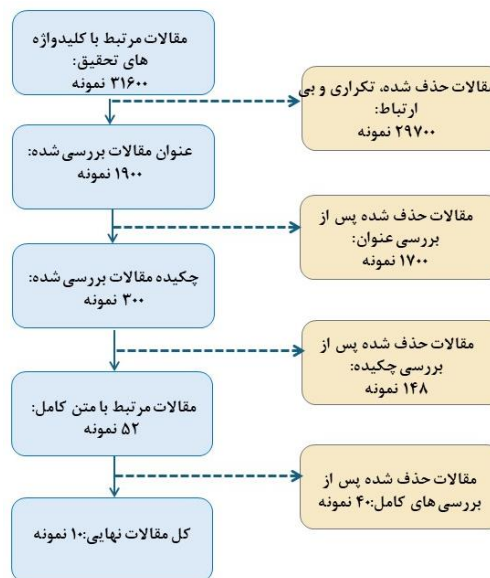 مقالات مرتبط با کلیدواژه
های تحقیق:
۳۱۶۰۰ نمونه
مقالات حذف شده، تکراری و بی
ارتباط:
۲۹۷۰۰ نمونه
عنوان مقالات بررسی شده:
۱۹۰۰ نمونه
مقالات حذف شده پس از
بررسی عنوان:
۱۷۰۰ نمونه
چکیده مقالات بررسی شده:
۳۰۰ نمونه
مقالات حذف شده پس از
بررسی چکیده:
۱۴۸ نمونه
مقالات مرتبط با متن کامل:
۵۲ نمونه
مقالات حذف شده پس از
بررسی های کامل:۴۰ نمونه
کل مقالات نهایی:۱۰ نمونه